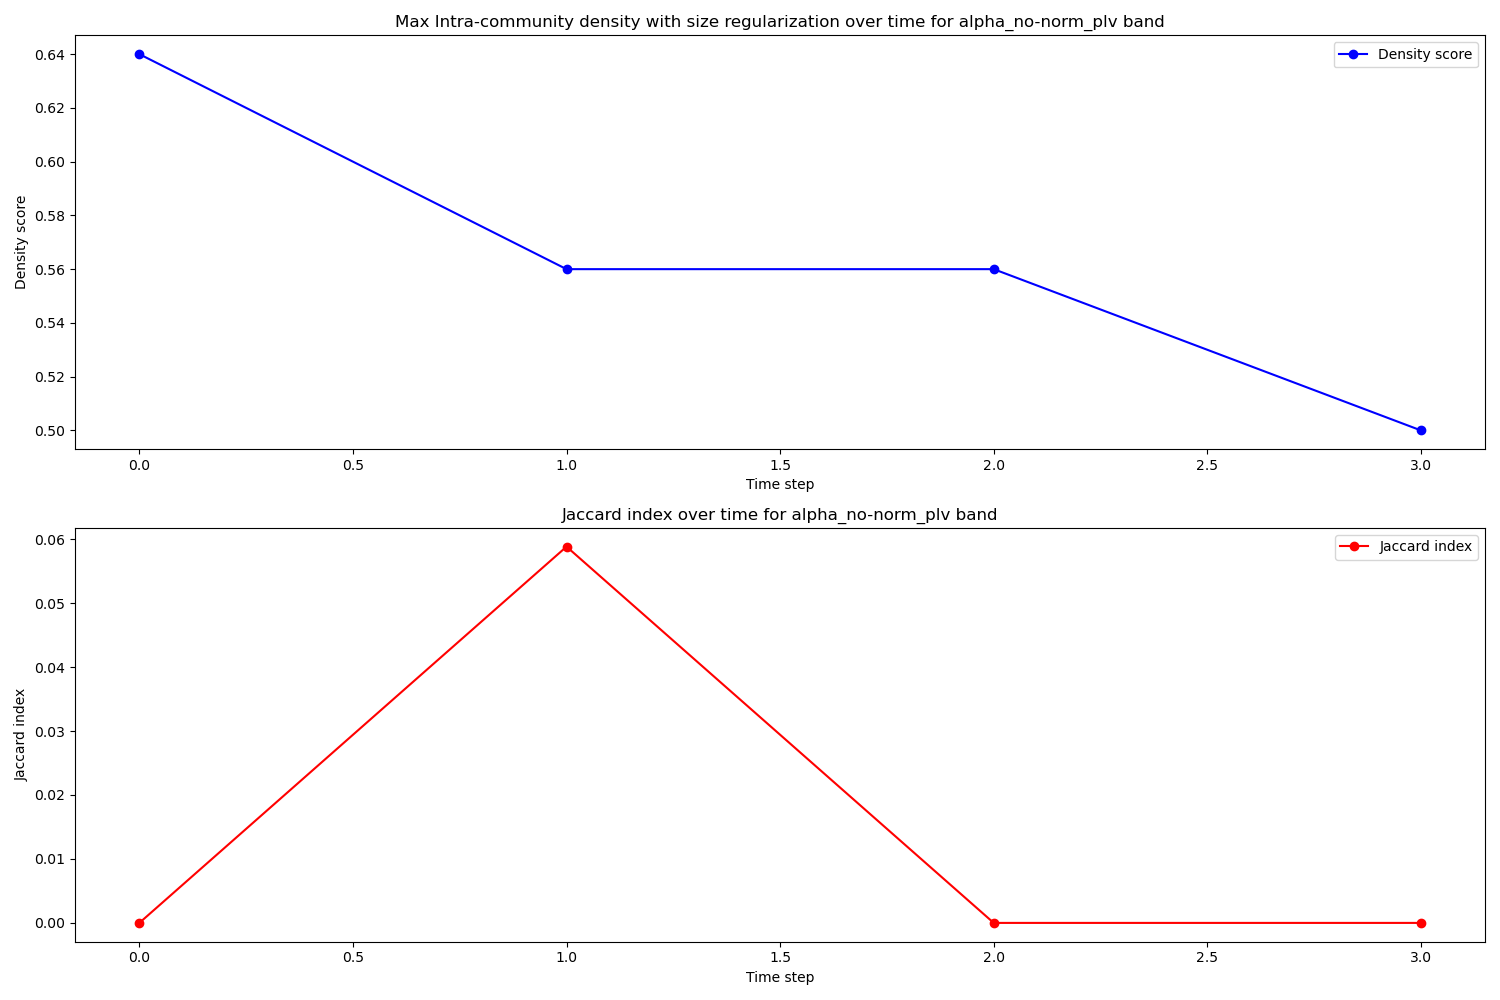 Max Intra-community density with size regularization over time for alpha_no-norm_plv band
Density score
0.64
0.62
0.60
0.58
0.56
0.54
0.52
0.50
Density score
0.0 0.5 1.0 1.5 2.0 2.5 3.0
Time step
Jaccard index over time for alpha_no-norm_plv band
Jaccard index
0.06
0.05
0.04
0.03
0.02
0.01
0.00
Jaccard index
0.0 0.5 1.0 1.5 2.0 2.5 3.0
Time step